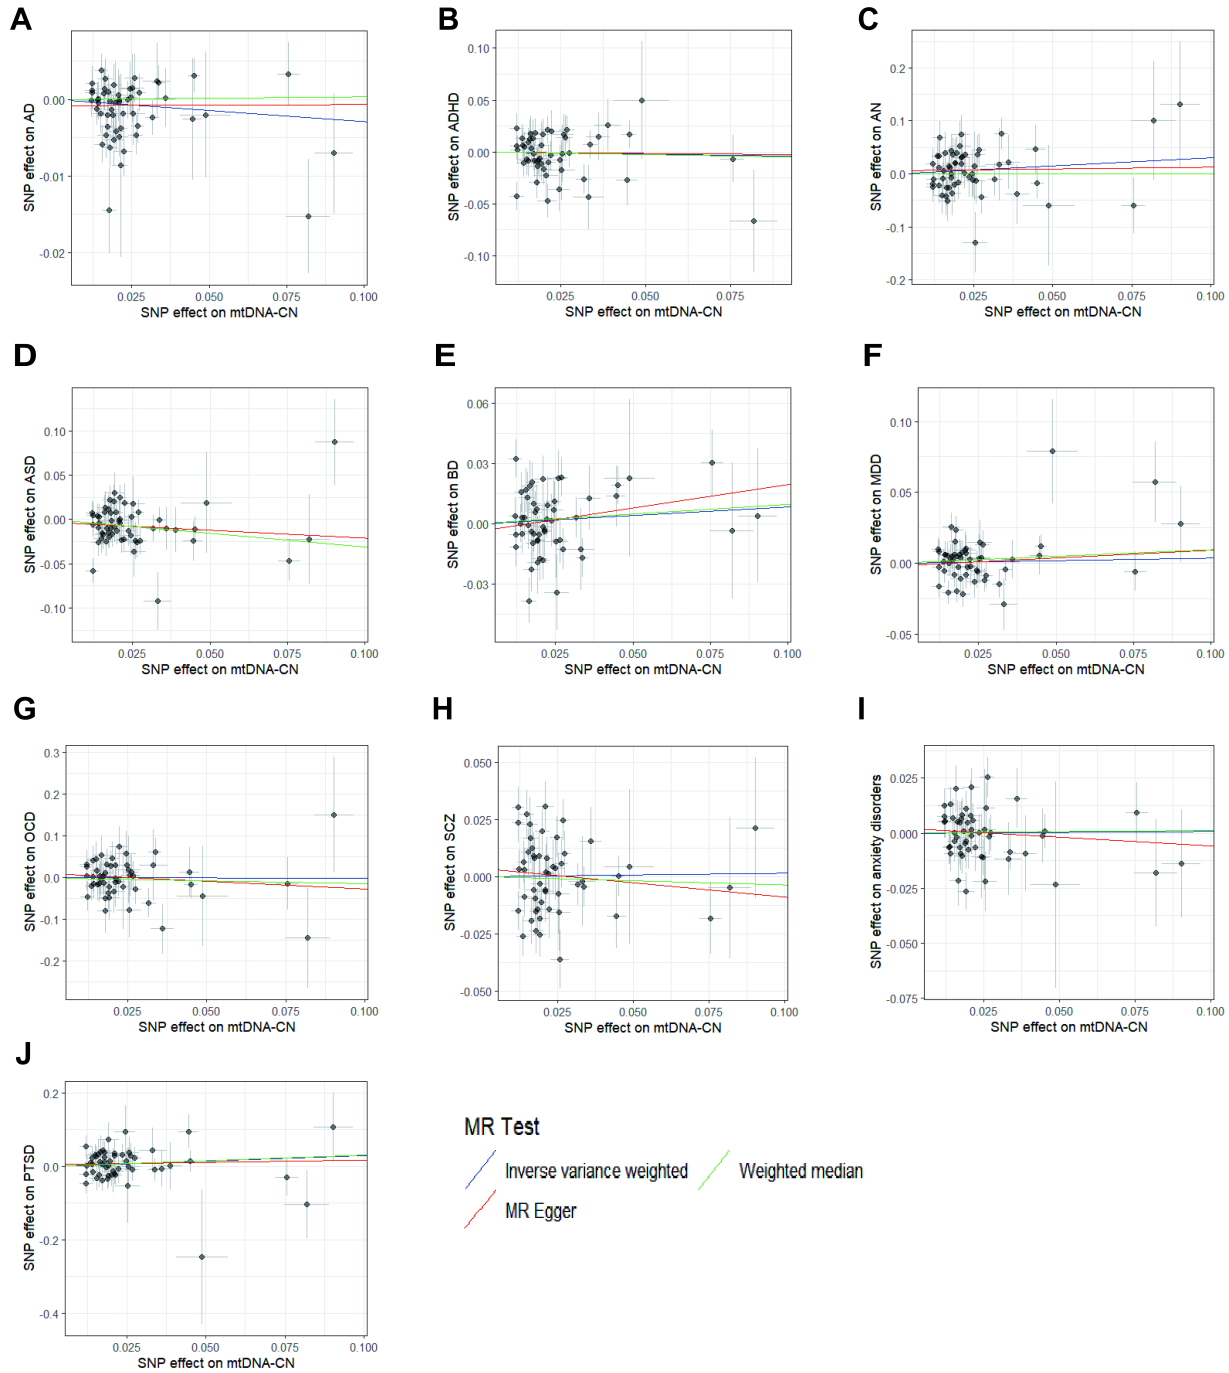 A
0.00
-0.01
-0.02
SNP effect on AD
0.025 0.050 0.075 0.100
SNP effect on mtDNA-CN
B
0.10
0.05
0.00
-0.05
-0.10
SNP effect on ADHD
0.025 0.050 0.075
SNP effect on mtDNA-CN
C
0.2
0.1
0.0
-0.1
-0.2
SNP effect on AN
0.025 0.050 0.075 0.100
SNP effect on mtDNA-CN
D
0.10
0.05
0.00
-0.05
-0.10
SNP effect on ASD
0.025 0.050 0.075 0.100
SNP effect on mtDNA-CN
E
0.06
0.03
0.00
-0.03
SNP effect on BD
0.025 0.050 0.075 0.100
SNP effect on mtDNA-CN
F
0.10
0.05
0.00
-0.05
SNP effect on MDD
0.025 0.050 0.075 0.100
SNP effect on mtDNA-CN
G
0.3
0.2
0.1
0.0
-0.1
-0.2
SNP effect on OCD
0.025 0.050 0.075 0.100
SNP effect on mtDNA-CN
H
0.050
0.025
0.000
-0.025
-0.050
SNP effect on SCZ
0.025 0.050 0.075 0.100
SNP effect on mtDNA-CN
I
0.025
0.000
-0.025
-0.050
-0.075
SNP effect on anxiety disorders
0.025 0.050 0.075 0.100
SNP effect on mtDNA-CN
J
0.2
0.0
-0.2
-0.4
SNP effect on PTSD
0.025 0.050 0.075 0.100
SNP effect on mtDNA-CN
MR Test
Inverse variance weighted Weighted median
MR Egger